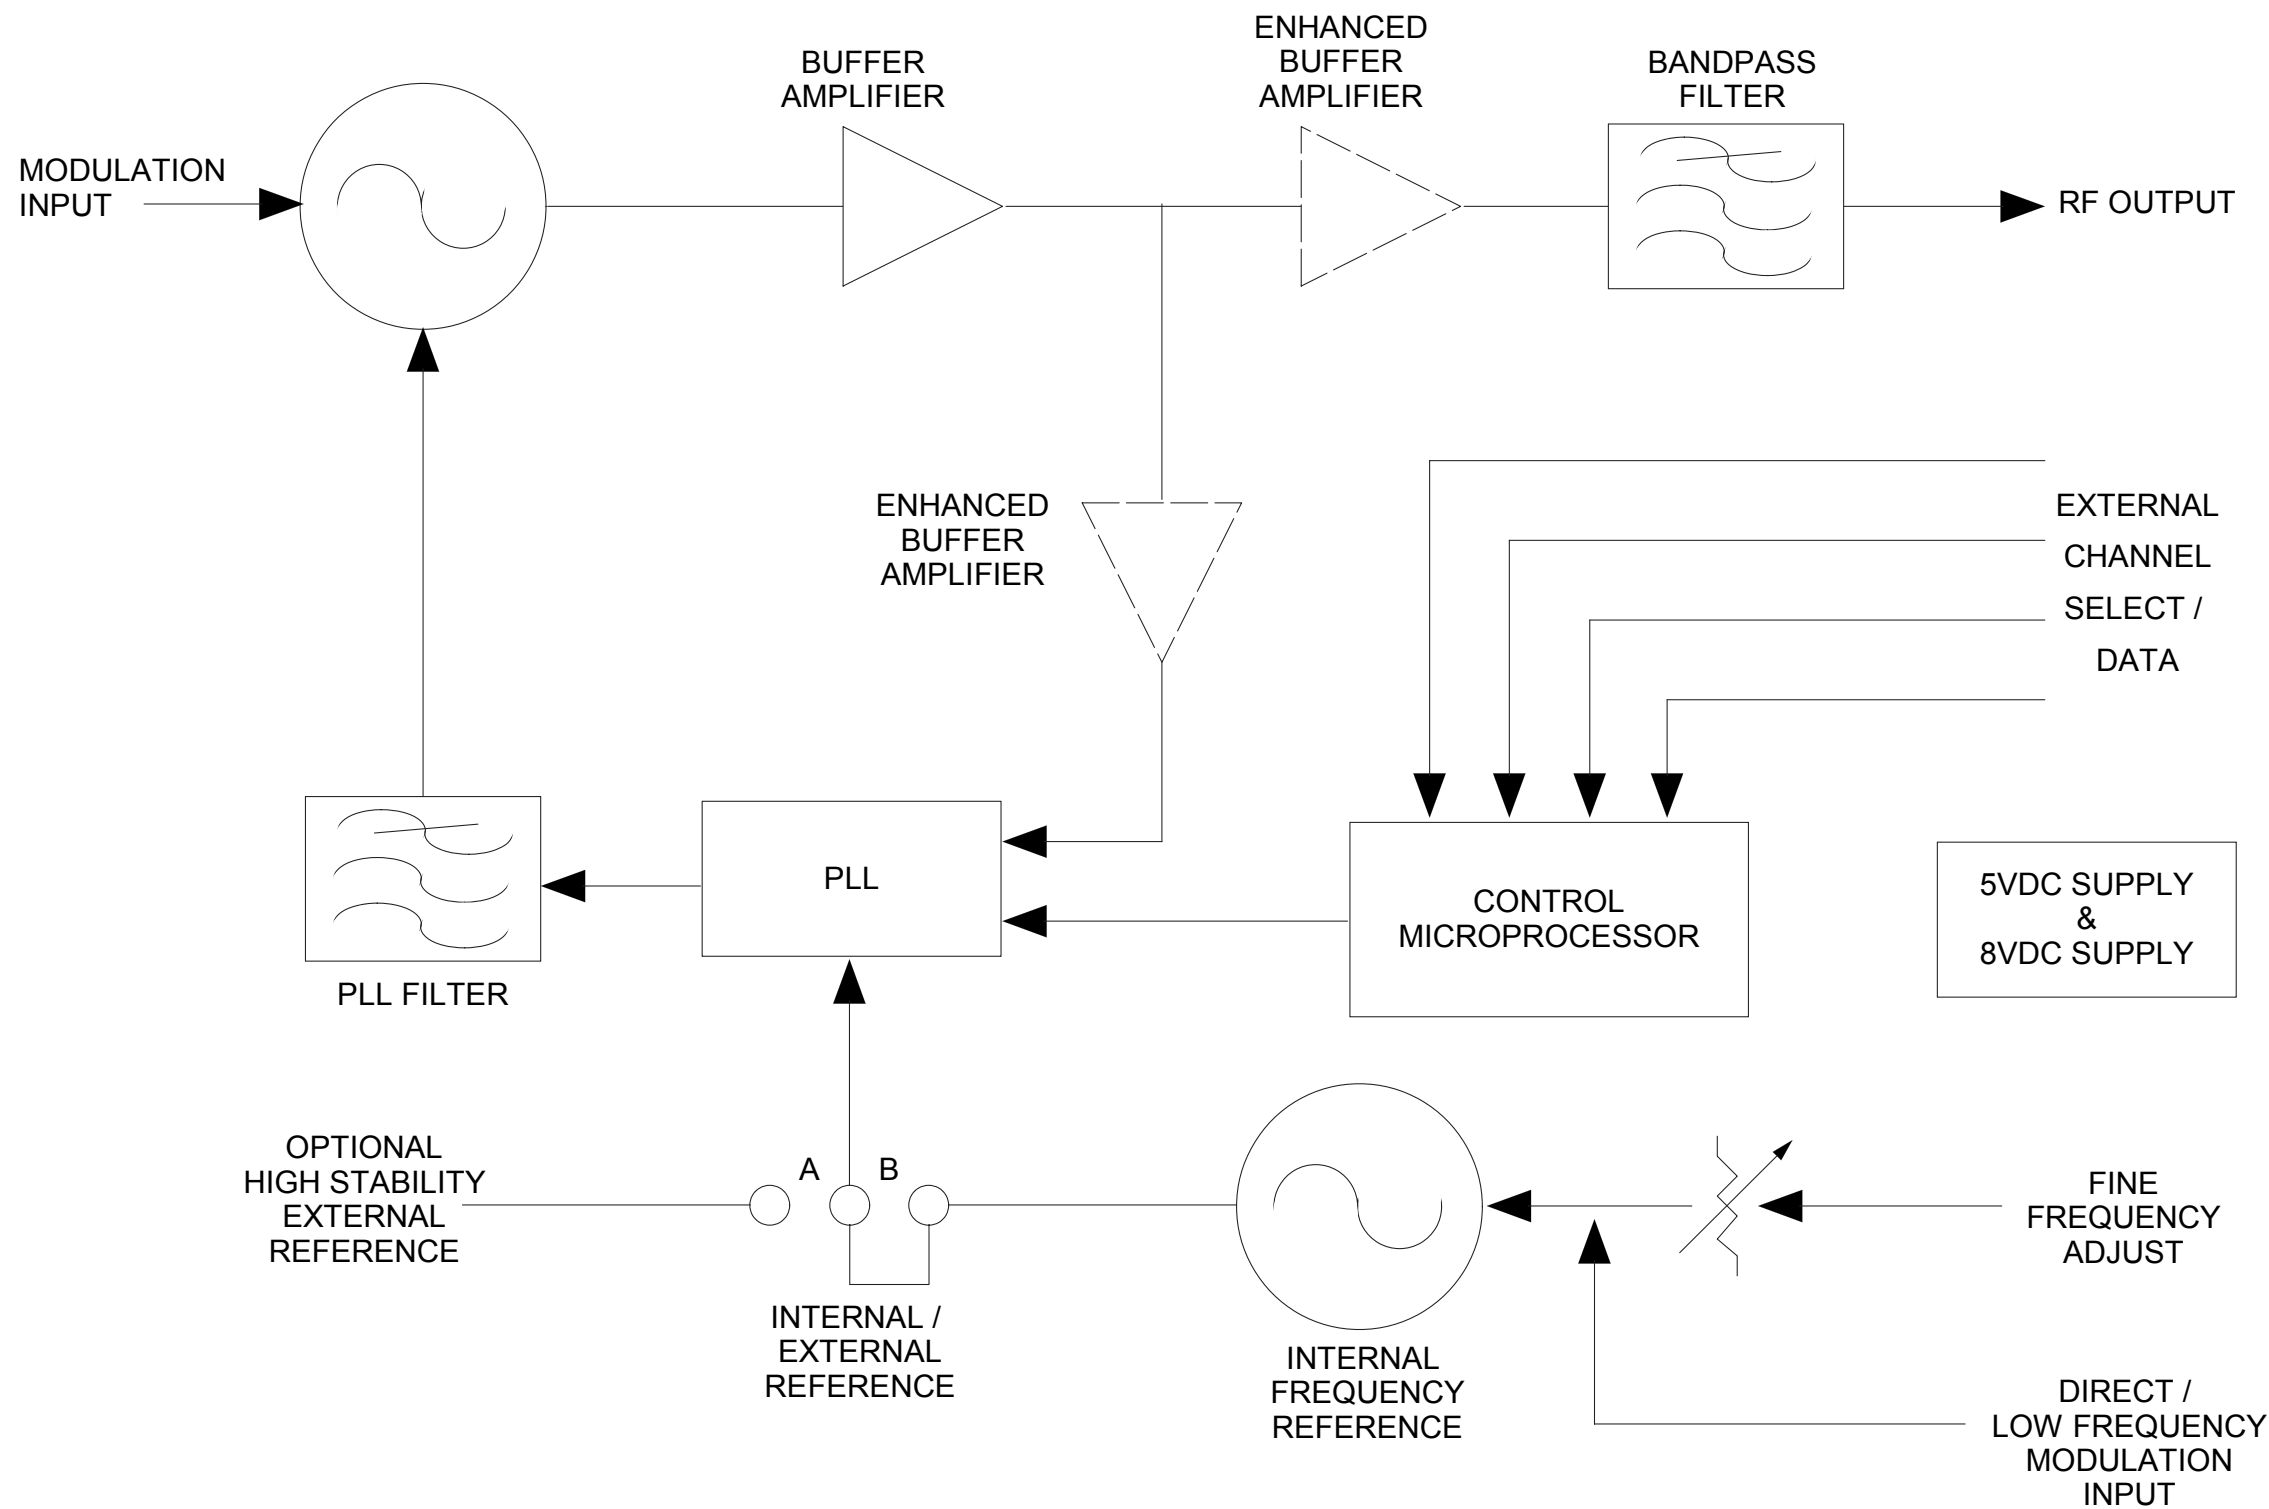 ENHANCED
BUFFER
AMPLIFIER
BUFFER
AMPLIFIER
BANDPASS
FILTER
MODULATION
INPUT
RF OUTPUT
ENHANCED
BUFFER
AMPLIFIER
EXTERNAL
CHANNEL
SELECT /
DATA
PLL
CONTROL
MICROPROCESSOR
5VDC SUPPLY
&
8VDC SUPPLY
PLL FILTER
OPTIONAL
HIGH STABILITY
EXTERNAL
REFERENCE
A
B
INTERNAL /
EXTERNAL
REFERENCE
INTERNAL
FREQUENCY
REFERENCE
FINE
FREQUENCY
ADJUST
DIRECT /
LOW FREQUENCY
MODULATION
INPUT